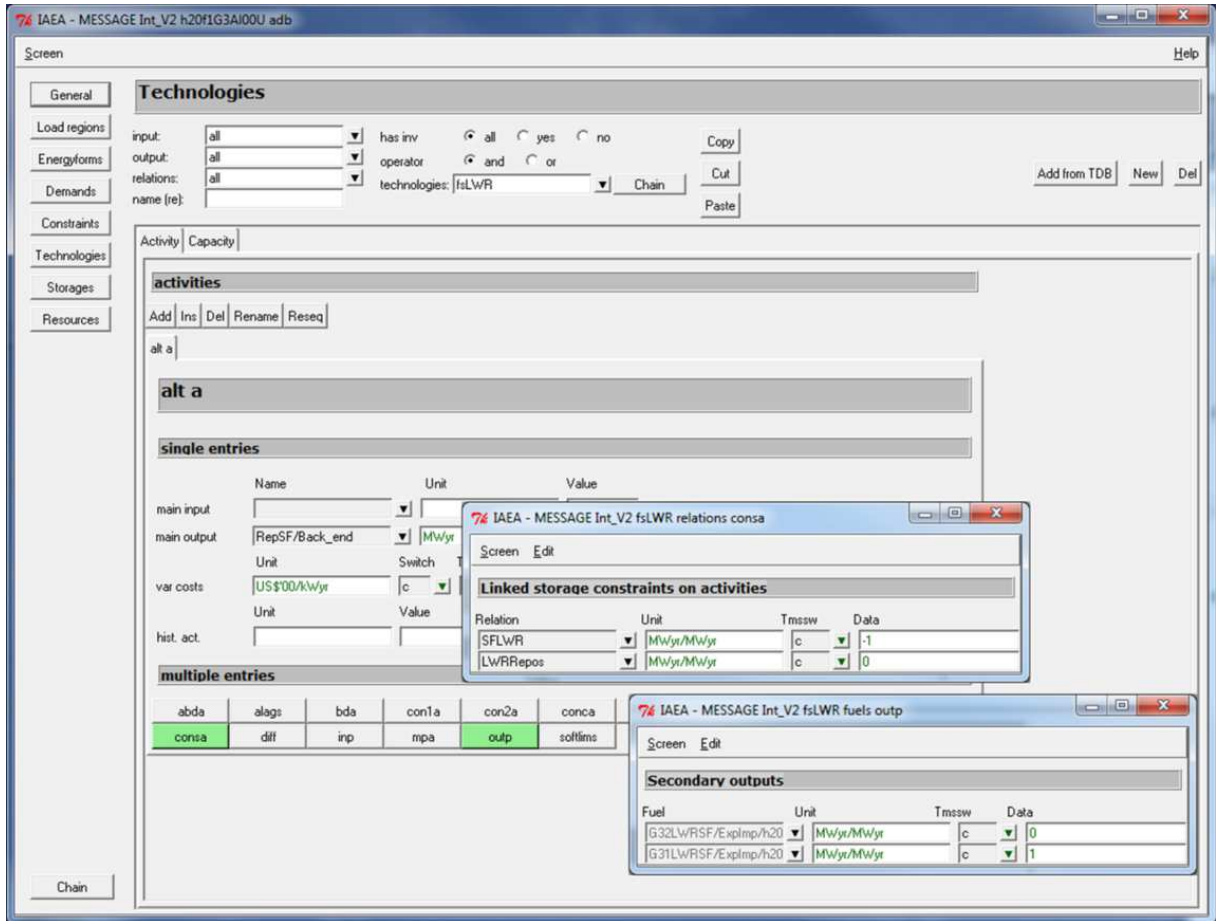 IAEA - MESSAGE Int_V2 h20f1G3Al00U adb
Screen Help
General
Load regions
Energyforms
Demands
Constraints
Technologies
Storages
Resources
Chain
Technologies
input: all has inv all yes no Copy
output: all operator and or Cut
relations: all technologies: fsLWR Chain Paste
name (re):
Add from TDB New Del
Activity Capacity
activities
Add Ins Del Rename Reseq
alt a
alt a
single entries
Name Unit Value
main input
main output RepSF/Back_end MWyr
Unit Switch T
var costs US$'00/kWyr c
Unit Value
hist. act.
multiple entries
abda alags bda con1a con2a conca
consa diff inp mpa outp softlims
IAEA - MESSAGE Int_V2 fsLWR relations consa
Screen Edit
Linked storage constraints on activities
Relation Unit Tmssw Data
SFLWR MWyr/MWyr c -1
LWRRepos MWyr/MWyr c 0
IAEA - MESSAGE Int_V2 fsLWR fuels outp
Screen Edit
Secondary outputs
Fuel Unit Tmssw Data
G32LWRSF/ExpImp/h20 MWyr/MWyr c 0
G31LWRSF/ExpImp/h20 MWyr/MWyr c 1